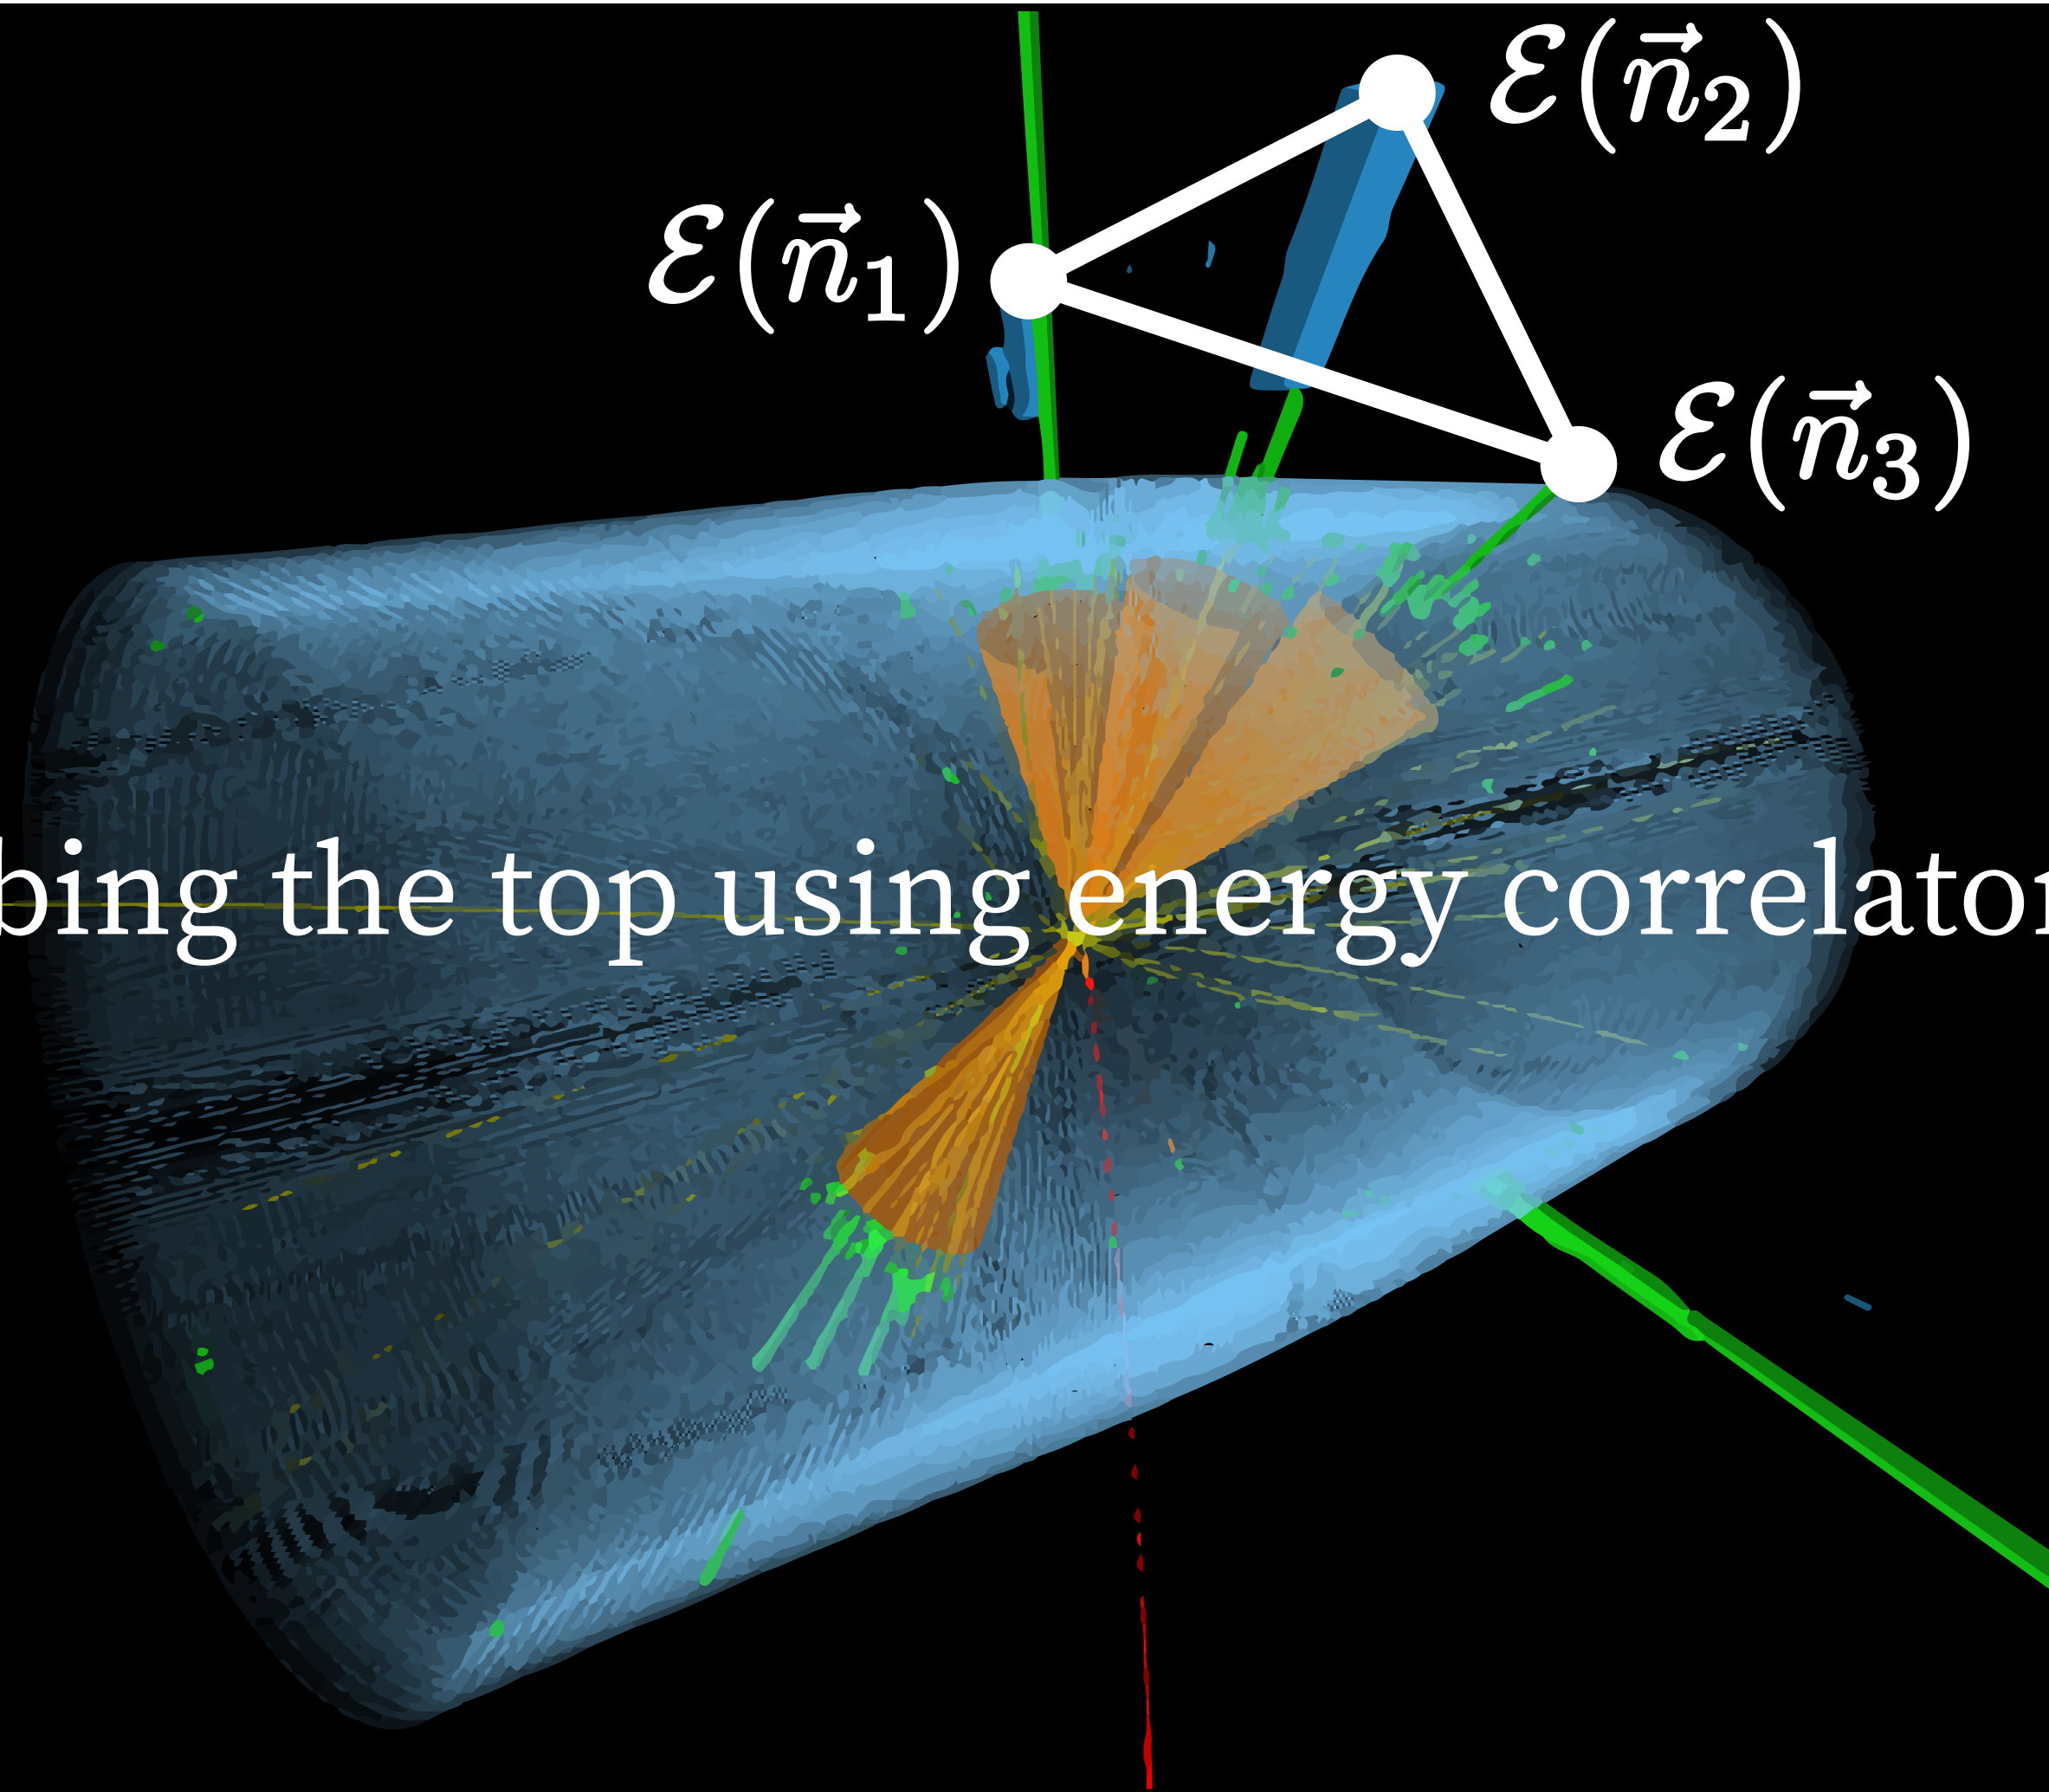 ℰ(n⃗₂)
ℰ(n⃗₁)
ℰ(n⃗₃)
bing the top using energy correlator